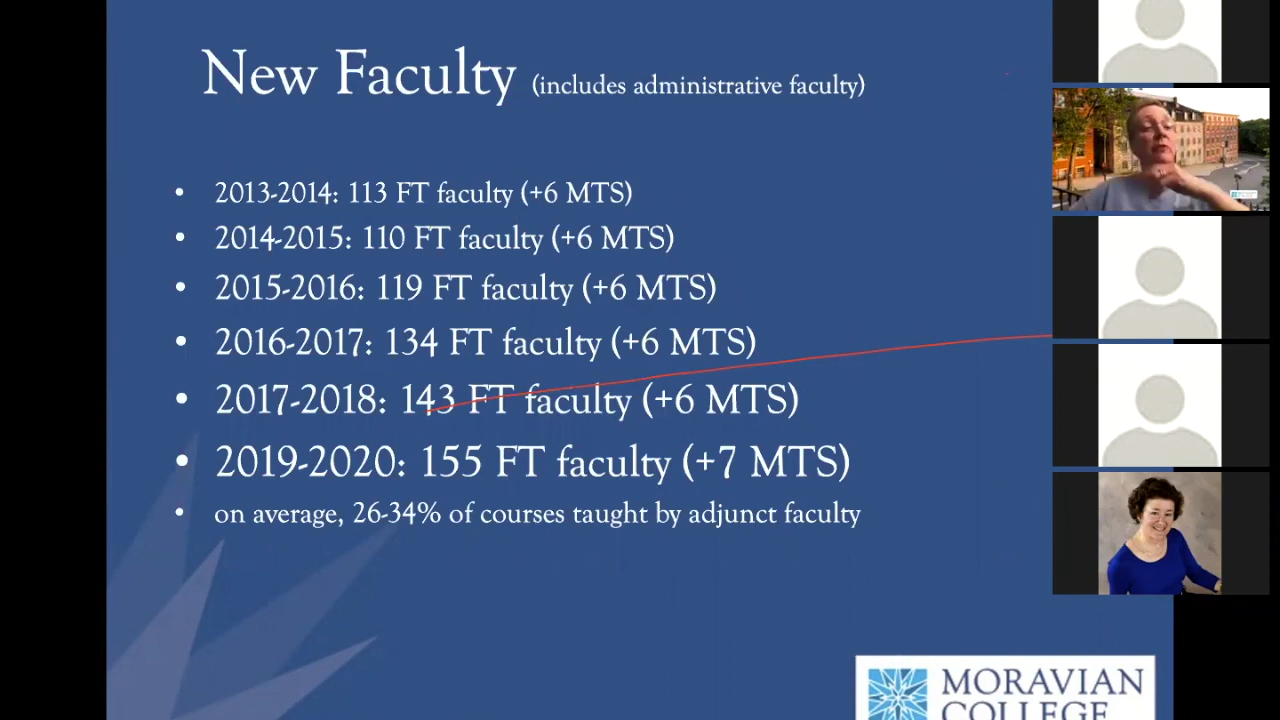 New Faculty (includes administrative faculty)
• 2013-2014: 113 FT faculty (+6 MTS)
• 2014-2015: 110 FT faculty (+6 MTS)
• 2015-2016: 119 FT faculty (+6 MTS)
• 2016-2017: 134 FT faculty (+6 MTS)
• 2017-2018: 143 FT faculty (+6 MTS)
• 2019-2020: 155 FT faculty (+7 MTS)
• on average, 26-34% of courses taught by adjunct faculty
MORAVIAN
COLLEGE